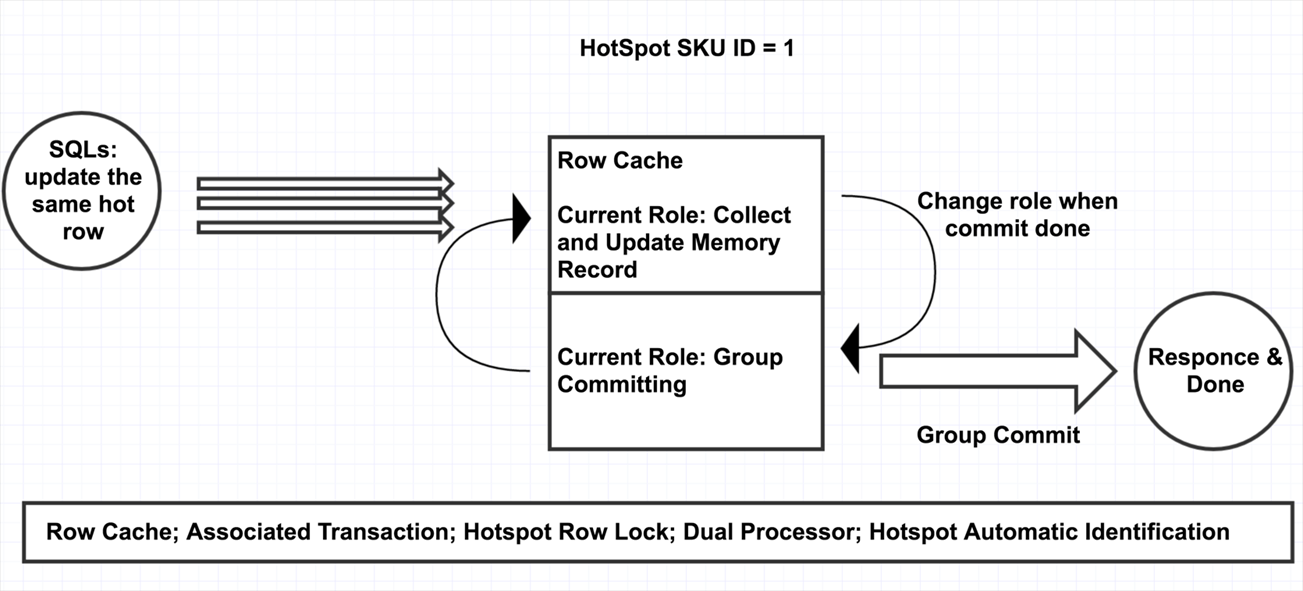 HotSpot SKU ID = 1
SQLs:
update the
same hot
row
Row Cache
Current Role: Collect
and Update Memory
Record
Change role when
commit done
Current Role: Group
Committing
Responce &
Done
Group Commit
Row Cache; Associated Transaction; Hotspot Row Lock; Dual Processor; Hotspot Automatic Identification